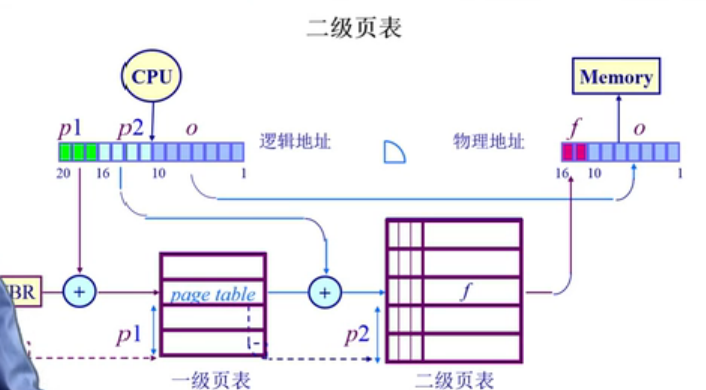 二级页表
CPU
Memory
p1 p2 o
逻辑地址
物理地址
f o
20 16 10 1
16 10 1
BR
+
page table
+
f
p1
p2
一级页表
二级页表